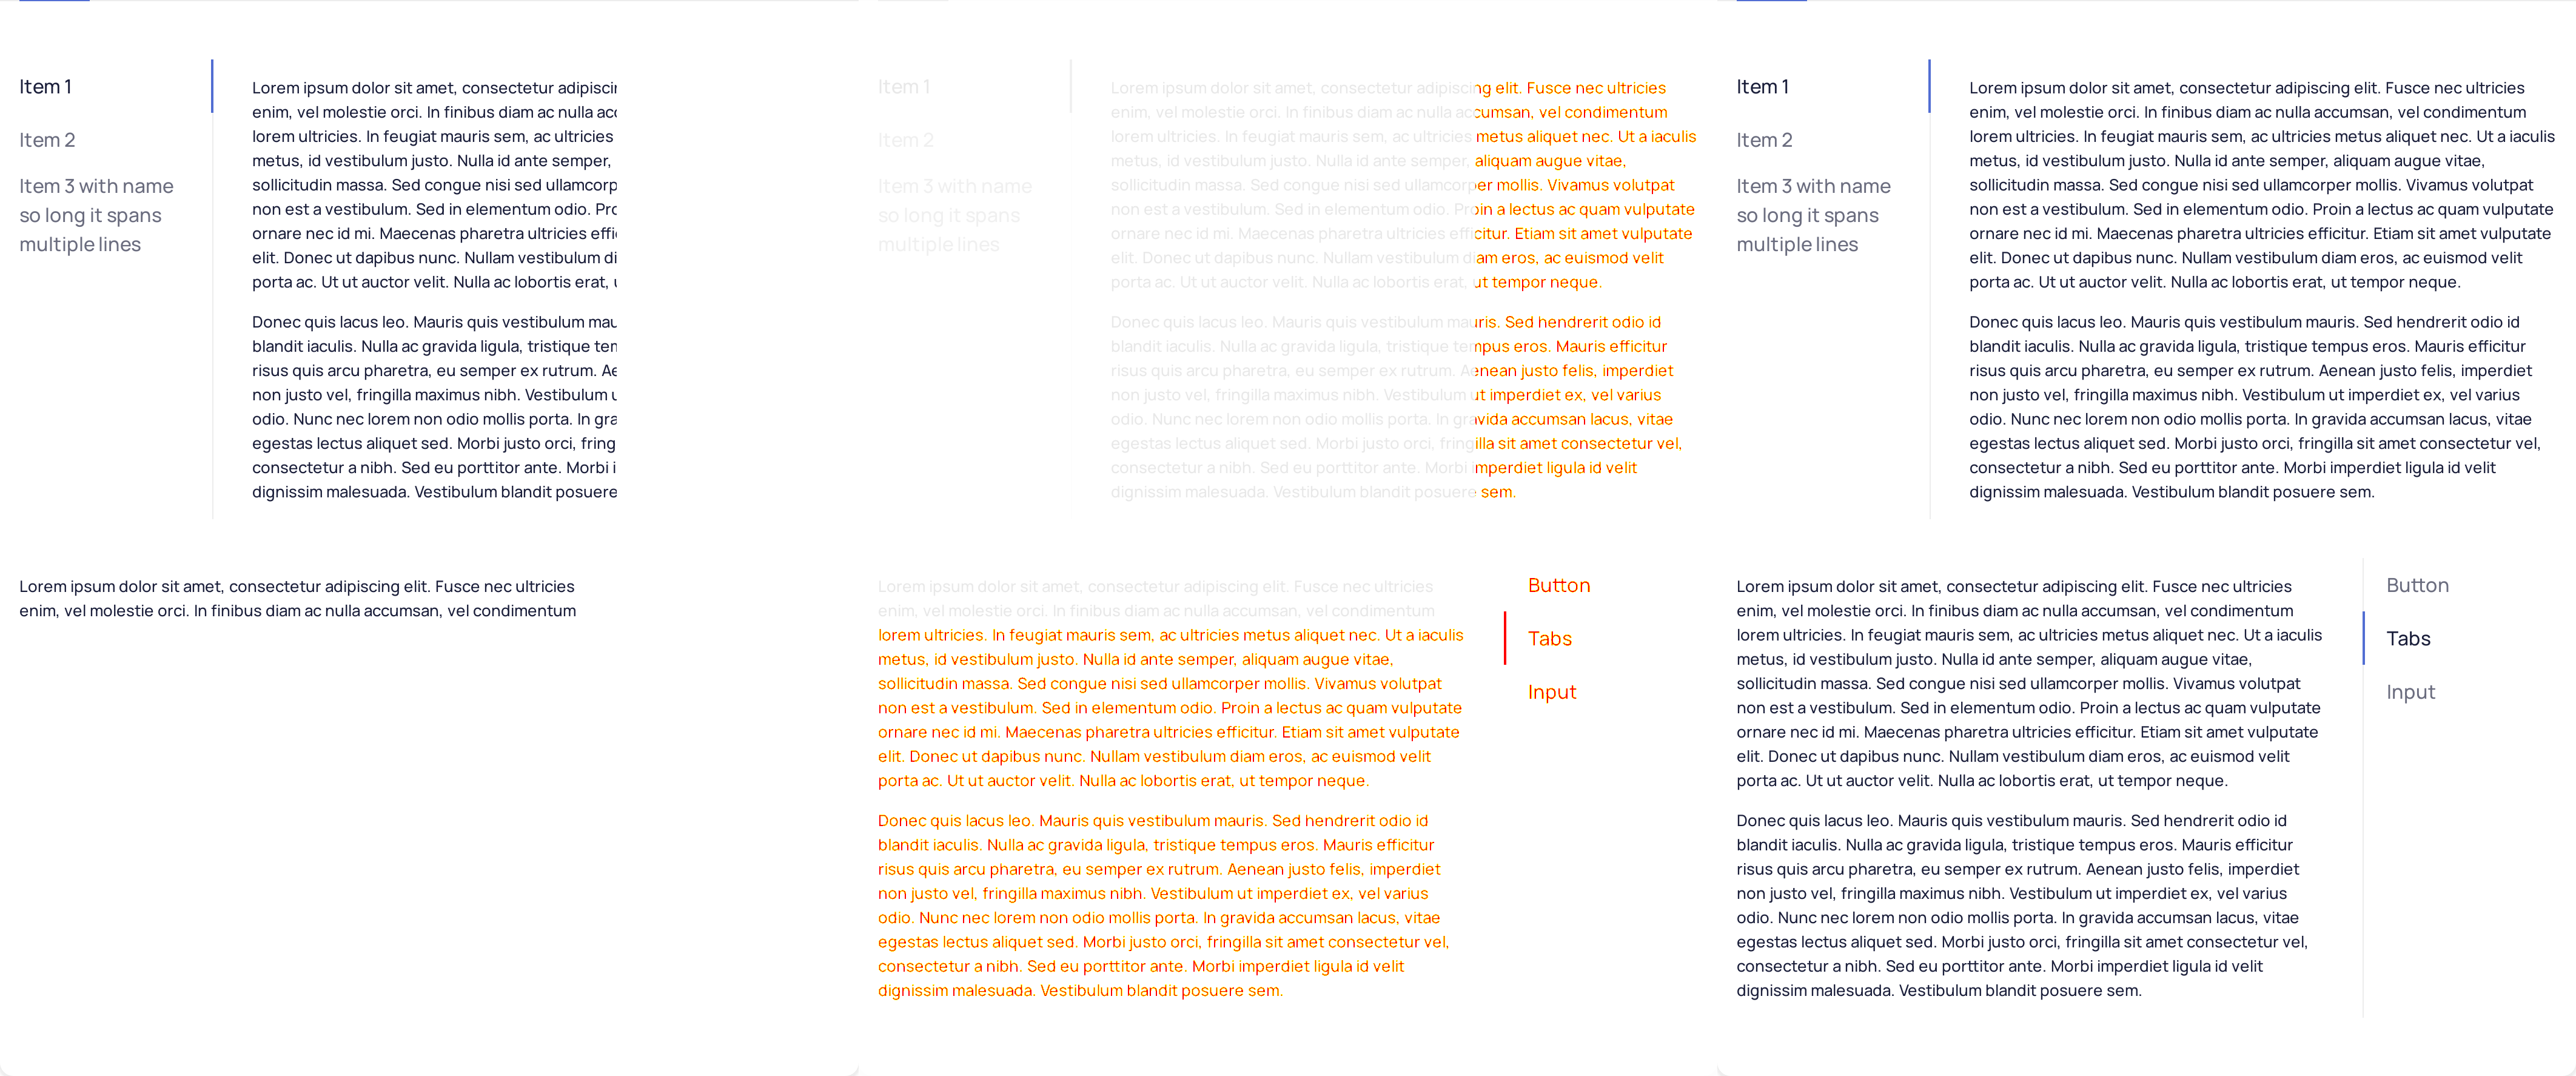 Item 1
Item 2
Item 3 with name
so long it spans
multiple lines
Lorem ipsum dolor sit amet, consectetur adipiscin
enim, vel molestie orci. In finibus diam ac nulla acc
lorem ultricies. In feugiat mauris sem, ac ultricies
metus, id vestibulum justo. Nulla id ante semper,
sollicitudin massa. Sed congue nisi sed ullamcorp
non est a vestibulum. Sed in elementum odio. Pro
ornare nec id mi. Maecenas pharetra ultricies effic
elit. Donec ut dapibus nunc. Nullam vestibulum di
porta ac. Ut ut auctor velit. Nulla ac lobortis erat, u
Donec quis lacus leo. Mauris quis vestibulum mau
blandit iaculis. Nulla ac gravida ligula, tristique tem
risus quis arcu pharetra, eu semper ex rutrum. Ae
non justo vel, fringilla maximus nibh. Vestibulum u
odio. Nunc nec lorem non odio mollis porta. In gra
egestas lectus aliquet sed. Morbi justo orci, fring
consectetur a nibh. Sed eu porttitor ante. Morbi i
dignissim malesuada. Vestibulum blandit posuere
Lorem ipsum dolor sit amet, consectetur adipiscing elit. Fusce nec ultricies
enim, vel molestie orci. In finibus diam ac nulla accumsan, vel condimentum
Item 1
Item 2
Item 3 with name
so long it spans
multiple lines
Lorem ipsum dolor sit amet, consectetur adipiscing elit. Fusce nec ultricies
enim, vel molestie orci. In finibus diam ac nulla accumsan, vel condimentum
lorem ultricies. In feugiat mauris sem, ac ultricies metus aliquet nec. Ut a iaculis
metus, id vestibulum justo. Nulla id ante semper, aliquam augue vitae,
sollicitudin massa. Sed congue nisi sed ullamcorper mollis. Vivamus volutpat
non est a vestibulum. Sed in elementum odio. Proin a lectus ac quam vulputate
ornare nec id mi. Maecenas pharetra ultricies efficitur. Etiam sit amet vulputate
elit. Donec ut dapibus nunc. Nullam vestibulum diam eros, ac euismod velit
porta ac. Ut ut auctor velit. Nulla ac lobortis erat, ut tempor neque.
Donec quis lacus leo. Mauris quis vestibulum mauris. Sed hendrerit odio id
blandit iaculis. Nulla ac gravida ligula, tristique tempus eros. Mauris efficitur
risus quis arcu pharetra, eu semper ex rutrum. Aenean justo felis, imperdiet
non justo vel, fringilla maximus nibh. Vestibulum ut imperdiet ex, vel varius
odio. Nunc nec lorem non odio mollis porta. In gravida accumsan lacus, vitae
egestas lectus aliquet sed. Morbi justo orci, fringilla sit amet consectetur vel,
consectetur a nibh. Sed eu porttitor ante. Morbi imperdiet ligula id velit
dignissim malesuada. Vestibulum blandit posuere sem.
Lorem ipsum dolor sit amet, consectetur adipiscing elit. Fusce nec ultricies
enim, vel molestie orci. In finibus diam ac nulla accumsan, vel condimentum
lorem ultricies. In feugiat mauris sem, ac ultricies metus aliquet nec. Ut a iaculis
metus, id vestibulum justo. Nulla id ante semper, aliquam augue vitae,
sollicitudin massa. Sed congue nisi sed ullamcorper mollis. Vivamus volutpat
non est a vestibulum. Sed in elementum odio. Proin a lectus ac quam vulputate
ornare nec id mi. Maecenas pharetra ultricies efficitur. Etiam sit amet vulputate
elit. Donec ut dapibus nunc. Nullam vestibulum diam eros, ac euismod velit
porta ac. Ut ut auctor velit. Nulla ac lobortis erat, ut tempor neque.
Donec quis lacus leo. Mauris quis vestibulum mauris. Sed hendrerit odio id
blandit iaculis. Nulla ac gravida ligula, tristique tempus eros. Mauris efficitur
risus quis arcu pharetra, eu semper ex rutrum. Aenean justo felis, imperdiet
non justo vel, fringilla maximus nibh. Vestibulum ut imperdiet ex, vel varius
odio. Nunc nec lorem non odio mollis porta. In gravida accumsan lacus, vitae
egestas lectus aliquet sed. Morbi justo orci, fringilla sit amet consectetur vel,
consectetur a nibh. Sed eu porttitor ante. Morbi imperdiet ligula id velit
dignissim malesuada. Vestibulum blandit posuere sem.
Button
Tabs
Input
Item 1
Item 2
Item 3 with name
so long it spans
multiple lines
Lorem ipsum dolor sit amet, consectetur adipiscing elit. Fusce nec ultricies
enim, vel molestie orci. In finibus diam ac nulla accumsan, vel condimentum
lorem ultricies. In feugiat mauris sem, ac ultricies metus aliquet nec. Ut a iaculis
metus, id vestibulum justo. Nulla id ante semper, aliquam augue vitae,
sollicitudin massa. Sed congue nisi sed ullamcorper mollis. Vivamus volutpat
non est a vestibulum. Sed in elementum odio. Proin a lectus ac quam vulputate
ornare nec id mi. Maecenas pharetra ultricies efficitur. Etiam sit amet vulputate
elit. Donec ut dapibus nunc. Nullam vestibulum diam eros, ac euismod velit
porta ac. Ut ut auctor velit. Nulla ac lobortis erat, ut tempor neque.
Donec quis lacus leo. Mauris quis vestibulum mauris. Sed hendrerit odio id
blandit iaculis. Nulla ac gravida ligula, tristique tempus eros. Mauris efficitur
risus quis arcu pharetra, eu semper ex rutrum. Aenean justo felis, imperdiet
non justo vel, fringilla maximus nibh. Vestibulum ut imperdiet ex, vel varius
odio. Nunc nec lorem non odio mollis porta. In gravida accumsan lacus, vitae
egestas lectus aliquet sed. Morbi justo orci, fringilla sit amet consectetur vel,
consectetur a nibh. Sed eu porttitor ante. Morbi imperdiet ligula id velit
dignissim malesuada. Vestibulum blandit posuere sem.
Lorem ipsum dolor sit amet, consectetur adipiscing elit. Fusce nec ultricies
enim, vel molestie orci. In finibus diam ac nulla accumsan, vel condimentum
lorem ultricies. In feugiat mauris sem, ac ultricies metus aliquet nec. Ut a iaculis
metus, id vestibulum justo. Nulla id ante semper, aliquam augue vitae,
sollicitudin massa. Sed congue nisi sed ullamcorper mollis. Vivamus volutpat
non est a vestibulum. Sed in elementum odio. Proin a lectus ac quam vulputate
ornare nec id mi. Maecenas pharetra ultricies efficitur. Etiam sit amet vulputate
elit. Donec ut dapibus nunc. Nullam vestibulum diam eros, ac euismod velit
porta ac. Ut ut auctor velit. Nulla ac lobortis erat, ut tempor neque.
Donec quis lacus leo. Mauris quis vestibulum mauris. Sed hendrerit odio id
blandit iaculis. Nulla ac gravida ligula, tristique tempus eros. Mauris efficitur
risus quis arcu pharetra, eu semper ex rutrum. Aenean justo felis, imperdiet
non justo vel, fringilla maximus nibh. Vestibulum ut imperdiet ex, vel varius
odio. Nunc nec lorem non odio mollis porta. In gravida accumsan lacus, vitae
egestas lectus aliquet sed. Morbi justo orci, fringilla sit amet consectetur vel,
consectetur a nibh. Sed eu porttitor ante. Morbi imperdiet ligula id velit
dignissim malesuada. Vestibulum blandit posuere sem.
Button
Tabs
Input